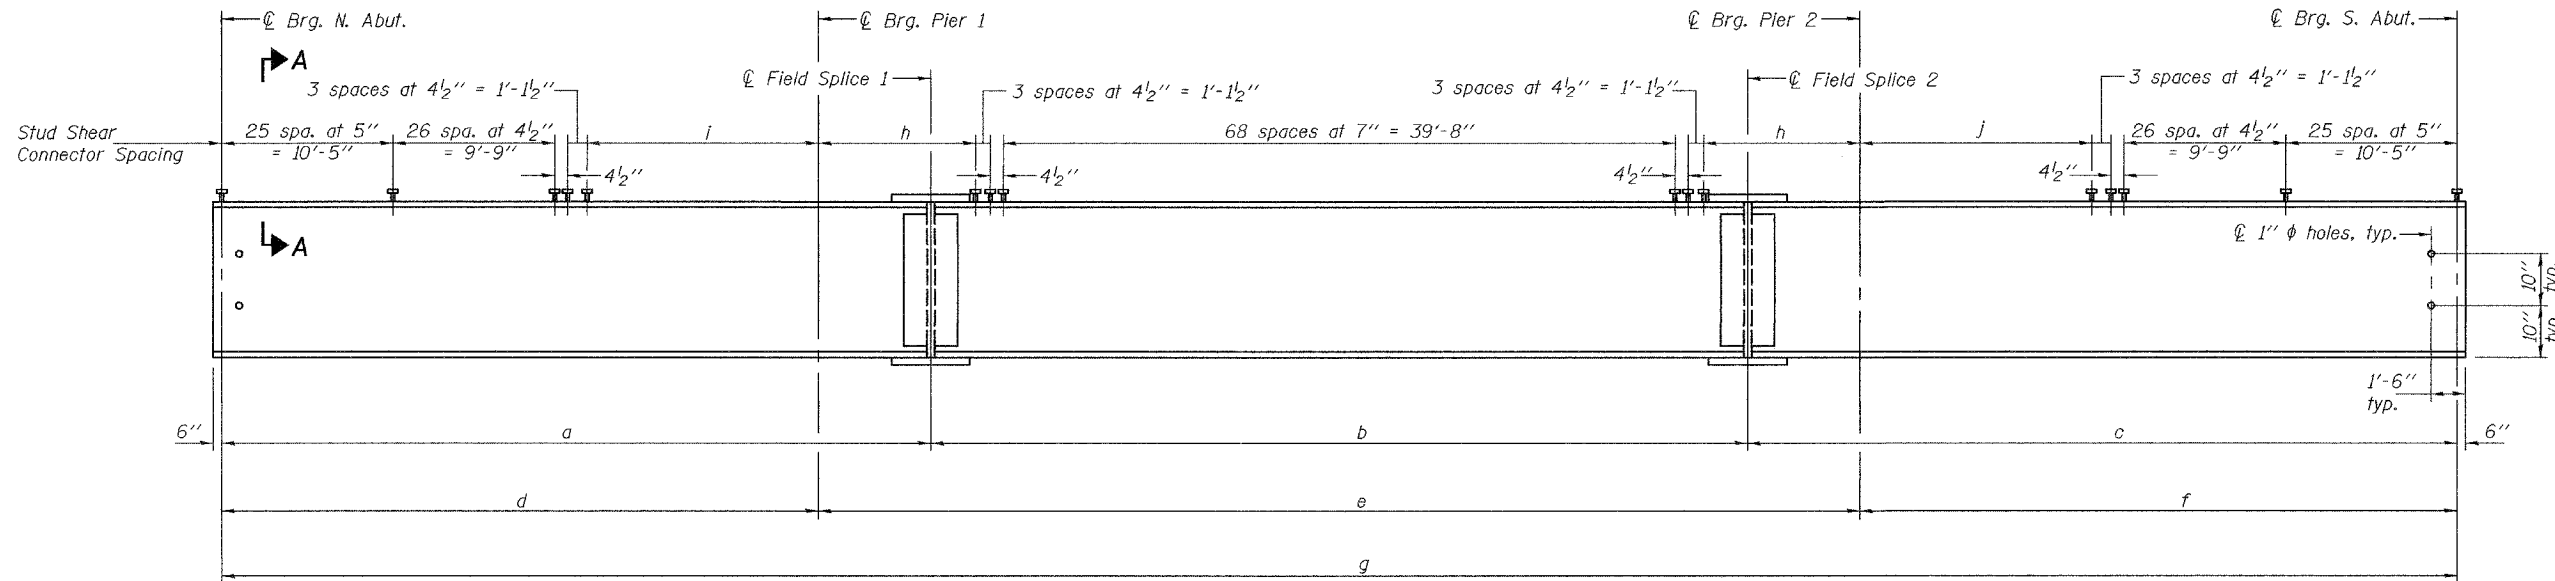 ℄ Brg. N. Abut.
℄ Brg. Pier 1
℄ Brg. Pier 2
℄ Brg. S. Abut.
A
℄ Field Splice 1
℄ Field Splice 2
3 spaces at 4½" = 1'-1½"
3 spaces at 4½" = 1'-1½"
3 spaces at 4½" = 1'-1½"
3 spaces at 4½" = 1'-1½"
Stud Shear
Connector Spacing
25 spa. at 5"
= 10'-5"
26 spa. at 4½"
= 9'-9"
i
h
68 spaces at 7" = 39'-8"
h
j
26 spa. at 4½"
= 9'-9"
25 spa. at 5"
= 10'-5"
4½"
4½"
4½"
4½"
A
℄ 1" ϕ holes, typ.
10"
typ.
10"
typ.
1'-6"
typ.
6"
a
b
c
6"
d
e
f
g